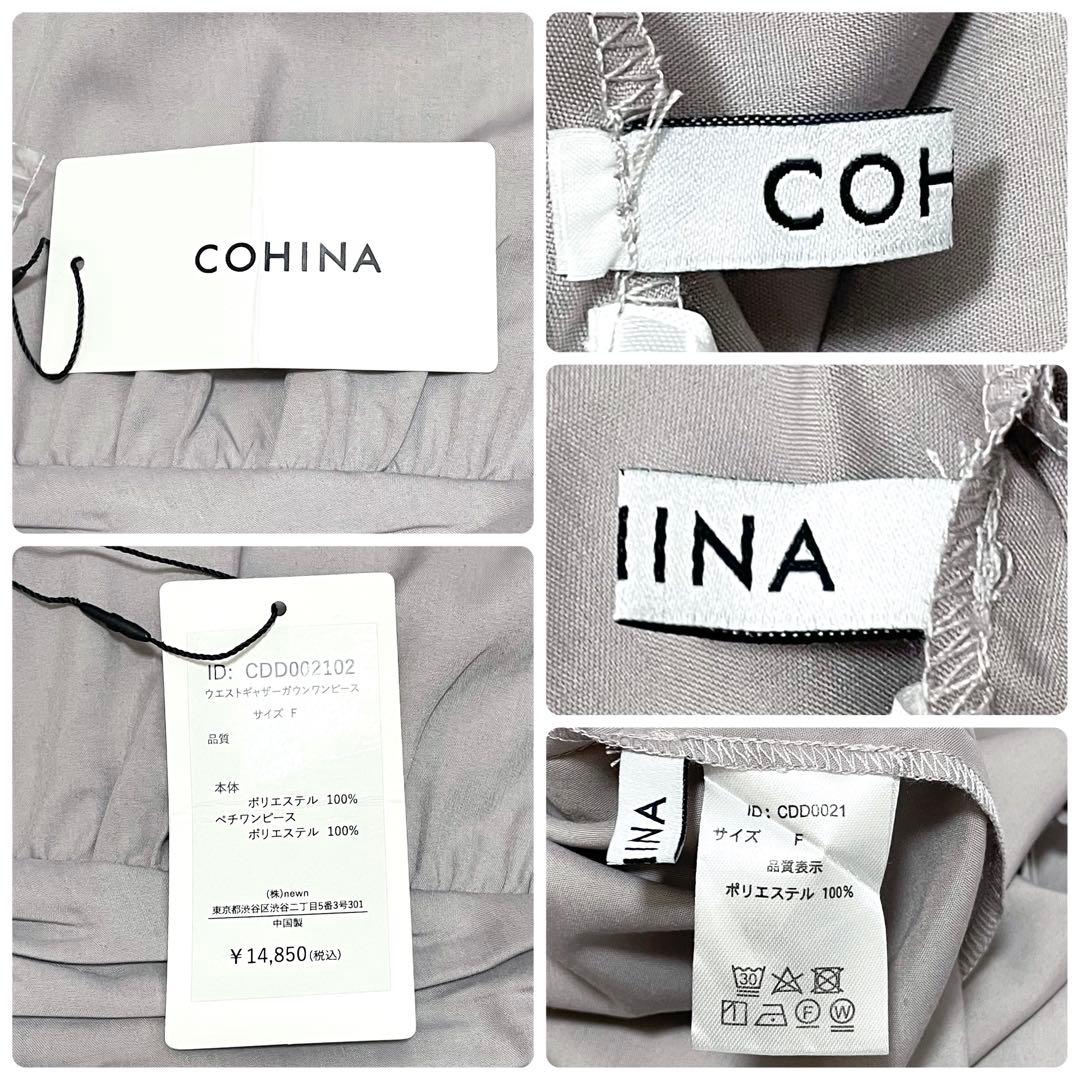 COHINA
COH
IINA
ID: CDD002102
ウエストギャザーガウンワンピース
サイズ F
品質
本体
ポリエステル 100%
ペチワンピース
ポリエステル 100%
(株)newn
東京都渋谷区渋谷二丁目5番3号301
中国製
￥14,850(税込)
IINA
ID: CDD0021
サイズ F
品質表示
ポリエステル 100%
30
F W